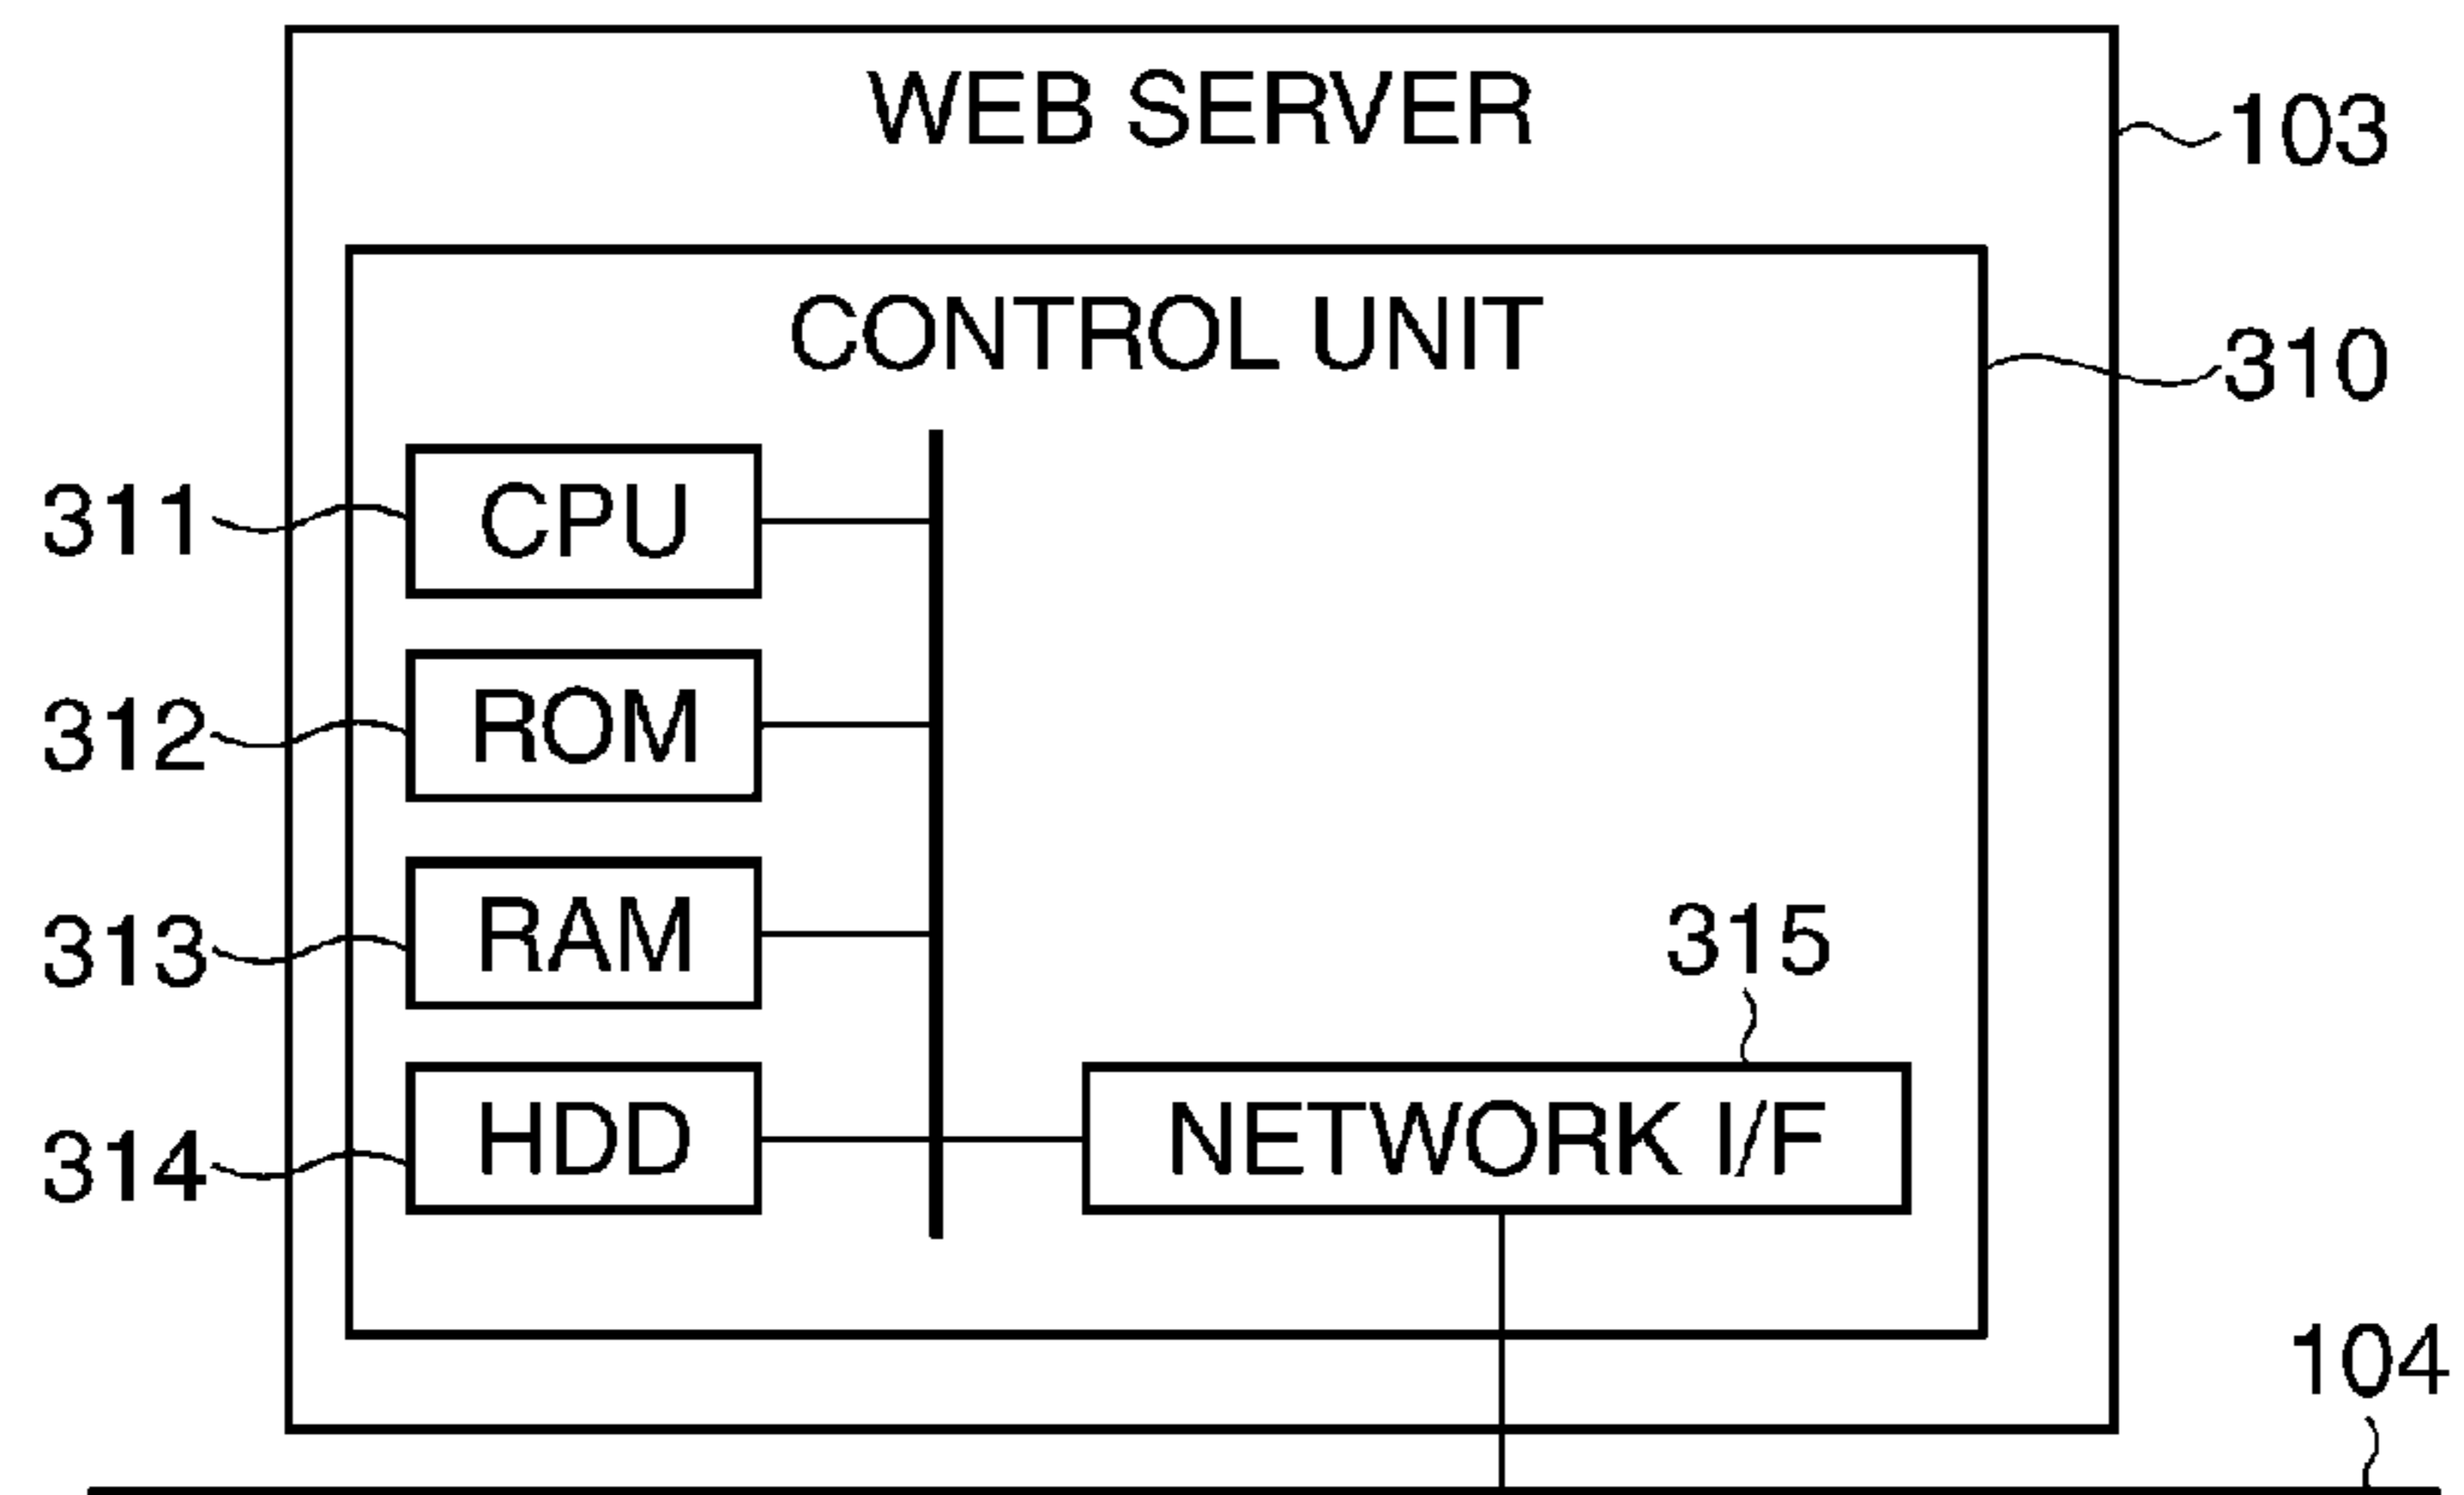 WEB SERVER
103
CONTROL UNIT
310
311
CPU
312
ROM
313
RAM
315
314
HDD
NETWORK I/F
104